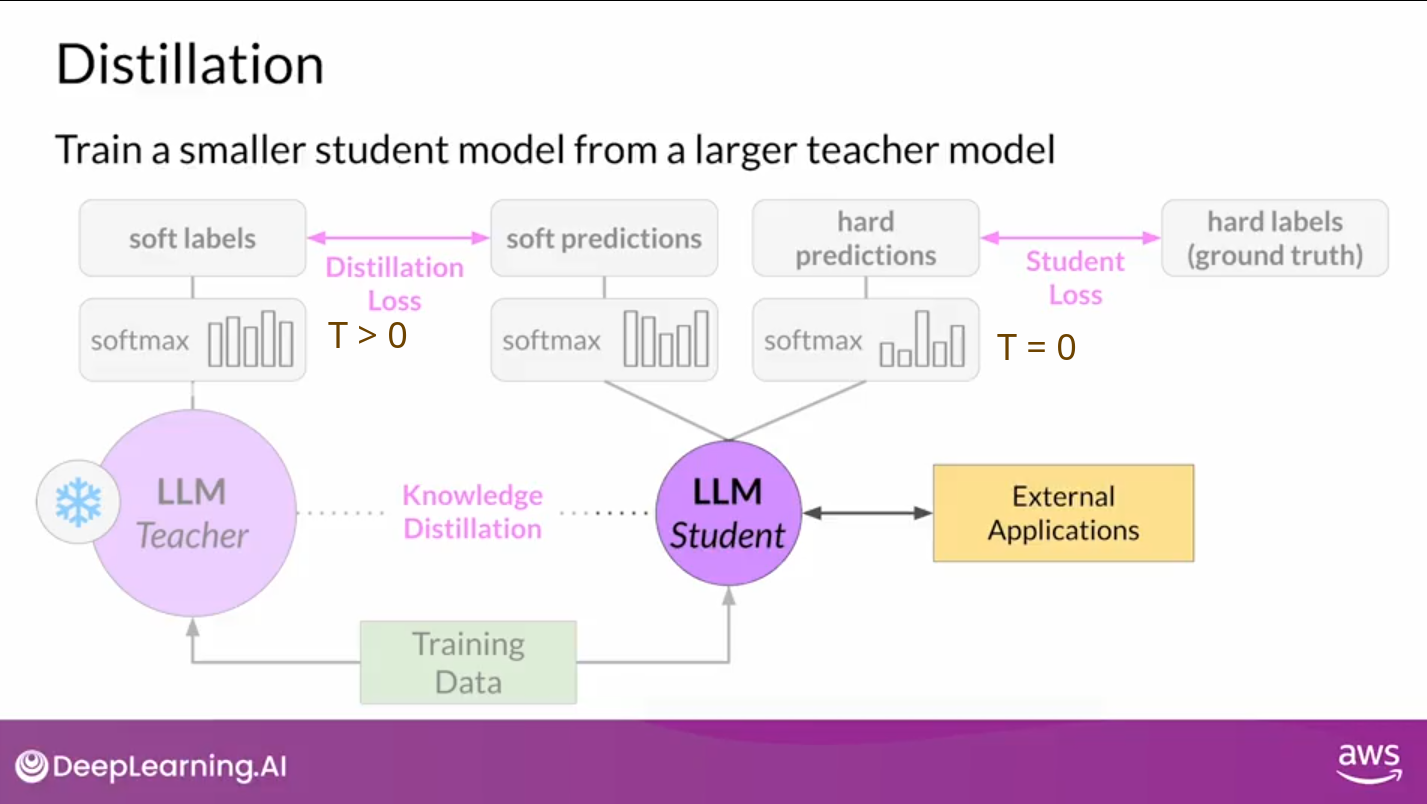 Distillation
Train a smaller student model from a larger teacher model
soft labels
Distillation
Loss
soft predictions
hard
predictions
Student
Loss
hard labels
(ground truth)
softmax
T > 0
softmax
softmax
T = 0
LLM
Teacher
Knowledge
Distillation
LLM
Student
External
Applications
Training
Data
DeepLearning.AI
aws